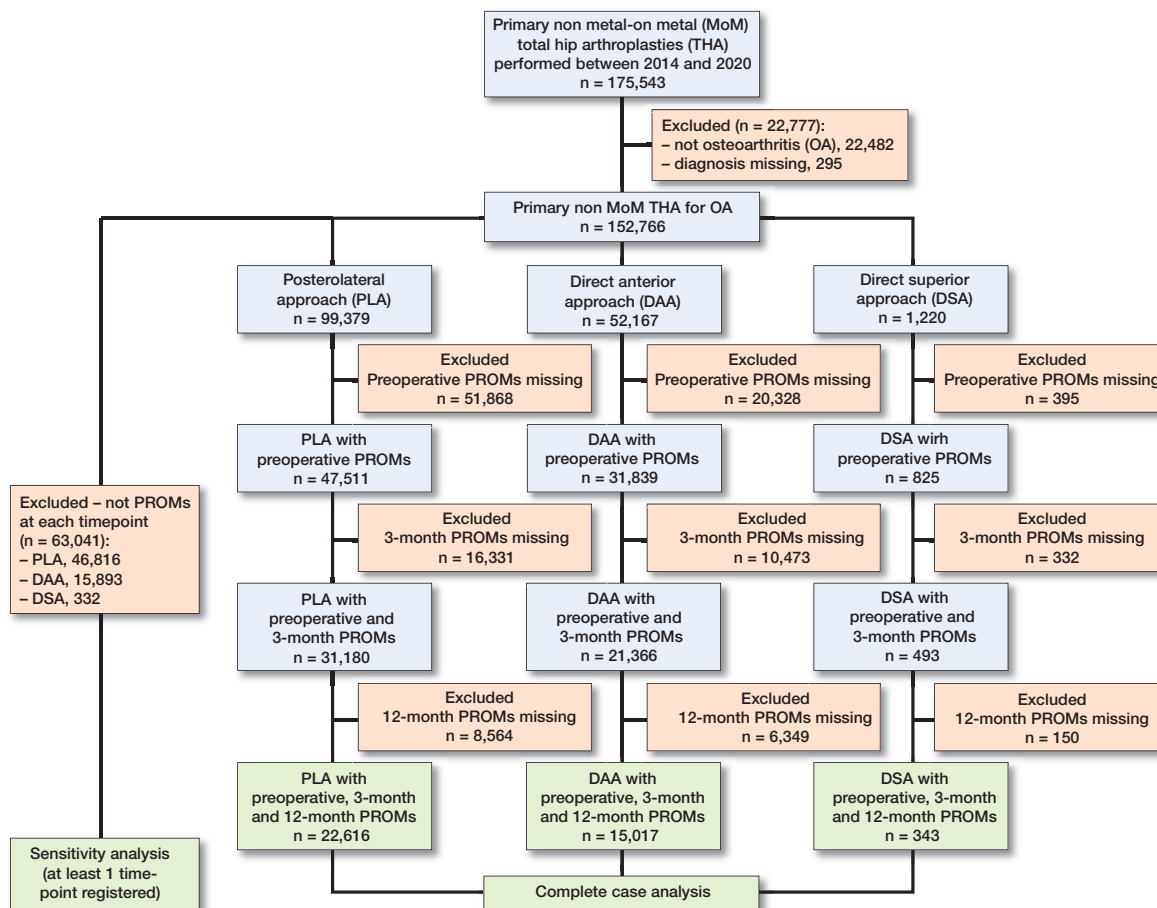 Primary non metal-on metal (MoM)
total hip arthroplasties (THA)
performed between 2014 and 2020
n = 175,543
Excluded (n = 22,777):
– not osteoarthritis (OA), 22,482
– diagnosis missing, 295
Primary non MoM THA for OA
n = 152,766
Posterolateral
approach (PLA)
n = 99,379
Direct anterior
approach (DAA)
n = 52,167
Direct superior
approach (DSA)
n = 1,220
Excluded
Preoperative PROMs missing
n = 51,868
Excluded
Preoperative PROMs missing
n = 20,328
Excluded
Preoperative PROMs missing
n = 395
PLA with
preoperative PROMs
n = 47,511
DAA with
preoperative PROMs
n = 31,839
DSA wirh
preoperative PROMs
n = 825
Excluded – not PROMs
at each timepoint
(n = 63,041):
– PLA, 46,816
– DAA, 15,893
– DSA, 332
Excluded
3-month PROMs missing
n = 16,331
Excluded
3-month PROMs missing
n = 10,473
Excluded
3-month PROMs missing
n = 332
PLA with
preoperative and
3-month PROMs
n = 31,180
DAA with
preoperative and
3-month PROMs
n = 21,366
DSA with
preoperative and
3-month PROMs
n = 493
Excluded
12-month PROMs missing
n = 8,564
Excluded
12-month PROMs missing
n = 6,349
Excluded
12-month PROMs missing
n = 150
PLA with
preoperative, 3-month
and 12-month PROMs
n = 22,616
DAA with
preoperative, 3-month
and 12-month PROMs
n = 15,017
DSA with
preoperative, 3-month
and 12-month PROMs
n = 343
Sensitivity analysis
(at least 1 time-
point registered)
Complete case analysis